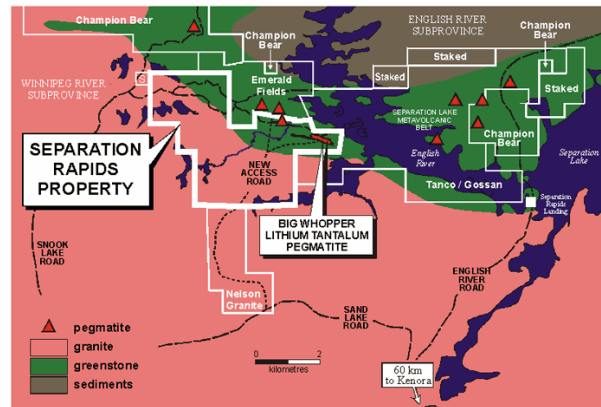 Champion Bear
ENGLISH RIVER
SUBPROVINCE
Champion
Bear
Champion
Bear
Staked
Staked
Staked
WINNIPEG RIVER
SUBPROVINCE
Emerald
Fields
SEPARATION LAKE
METAVOLCANIC
BELT
Champion
Bear
English
River
Separation
Lake
SEPARATION
RAPIDS
PROPERTY
NEW
ACCESS
ROAD
Tanco / Gossan
Separation
Rapids
Landing
BIG WHOPPER
LITHIUM TANTALUM
PEGMATITE
SNOOK
LAKE
ROAD
ENGLISH
RIVER
ROAD
Nelson
Granite
SAND
LAKE
ROAD
pegmatite
granite
greenstone
sediments
0 2
kilometres
60 km
to Kenora